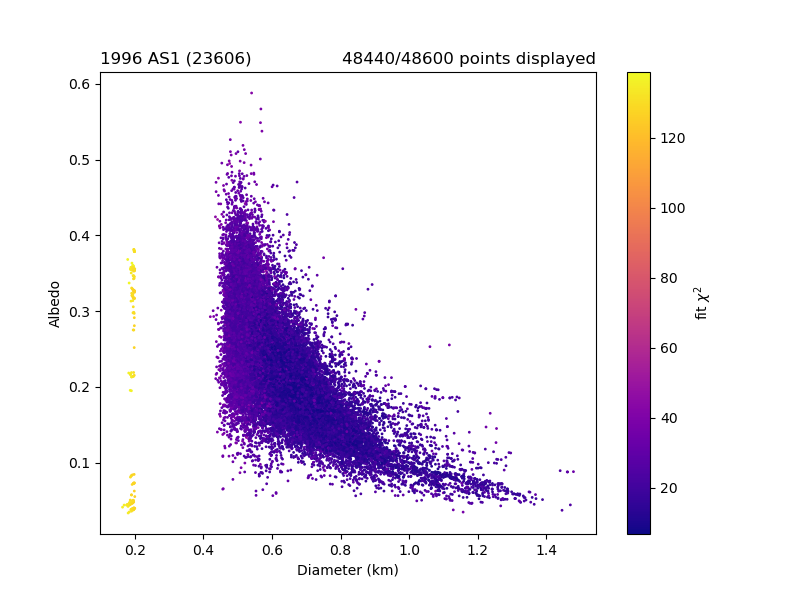 1996 AS1 (23606) 48440/48600 points displayed
0.6
0.5
0.4
0.3
0.2
0.1
Albedo
0.2 0.4 0.6 0.8 1.0 1.2 1.4
Diameter (km)
120
100
80
60
40
20
fit χ²